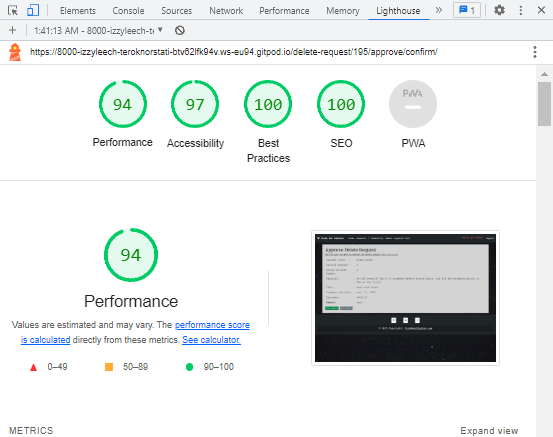 Elements Console Sources Network Performance Memory Lighthouse 1
1:41:13 AM - 8000-izzyleech-t
https://8000-izzyleech-teroknorstati-btv62lfk94v.ws-eu94.gitpod.io/delete-request/195/approve/confirm/
94 97 100 100 PWA
Performance Accessibility Best Practices SEO PWA
94
Performance
Values are estimated and may vary. The performance score
is calculated directly from these metrics. See calculator.
0–49 50–89 90–100
Approve Delete Request
METRICS Expand view